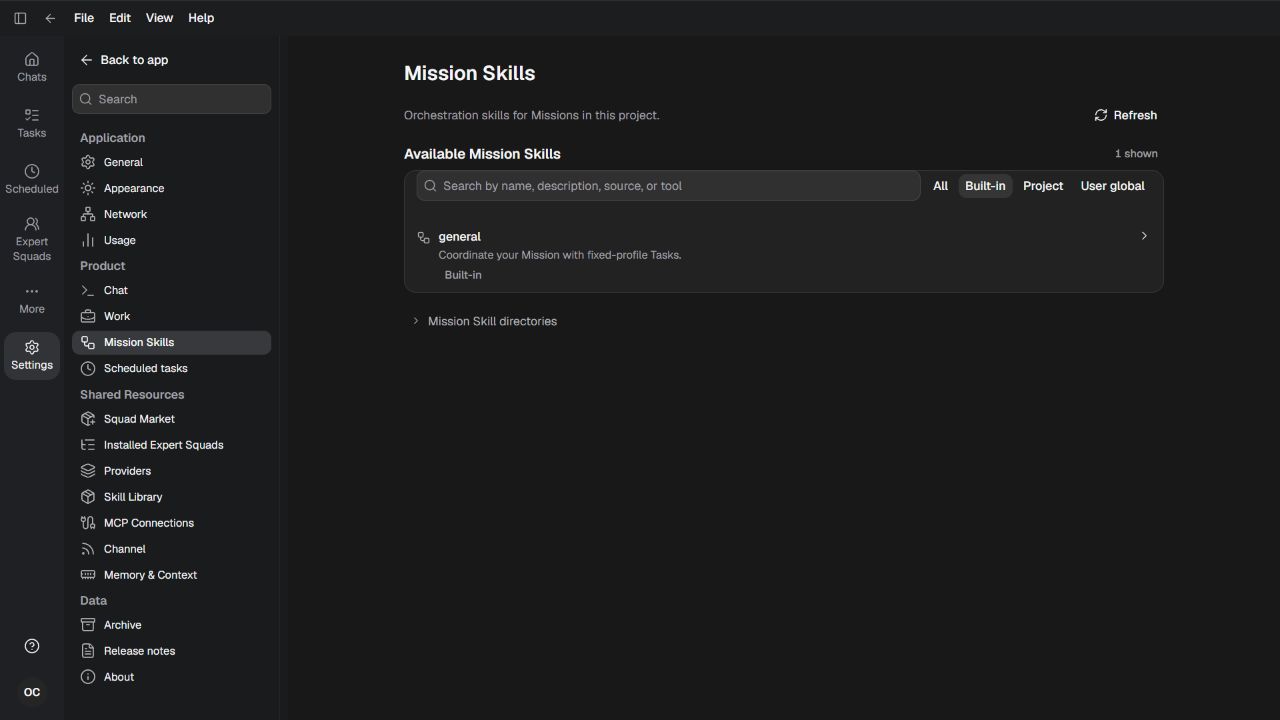 File Edit View Help
Chats
Tasks
Scheduled
Expert
Squads
More
Settings
OC
Back to app
Search
Application
General
Appearance
Network
Usage
Product
Chat
Work
Mission Skills
Scheduled tasks
Shared Resources
Squad Market
Installed Expert Squads
Providers
Skill Library
MCP Connections
Channel
Memory & Context
Data
Archive
Release notes
About
Mission Skills
Orchestration skills for Missions in this project.
Refresh
Available Mission Skills
1 shown
Search by name, description, source, or tool
All Built-in Project User global
general
Coordinate your Mission with fixed-profile Tasks.
Built-in
Mission Skill directories